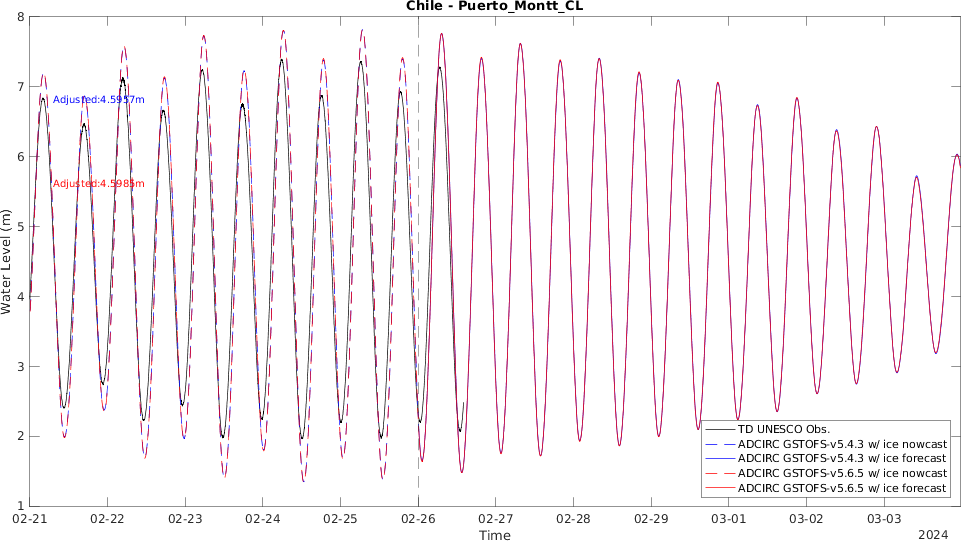 Chile - Puerto_Montt_CL
8
7
6
5
4
3
2
1
Water Level (m)
Adjusted:4.5957m
Adjusted:4.5985m
TD UNESCO Obs.
ADCIRC GSTOFS-v5.4.3 w/ ice nowcast
ADCIRC GSTOFS-v5.4.3 w/ ice forecast
ADCIRC GSTOFS-v5.6.5 w/ ice nowcast
ADCIRC GSTOFS-v5.6.5 w/ ice forecast
02-21 02-22 02-23 02-24 02-25 02-26 02-27 02-28 02-29 03-01 03-02 03-03
Time
2024